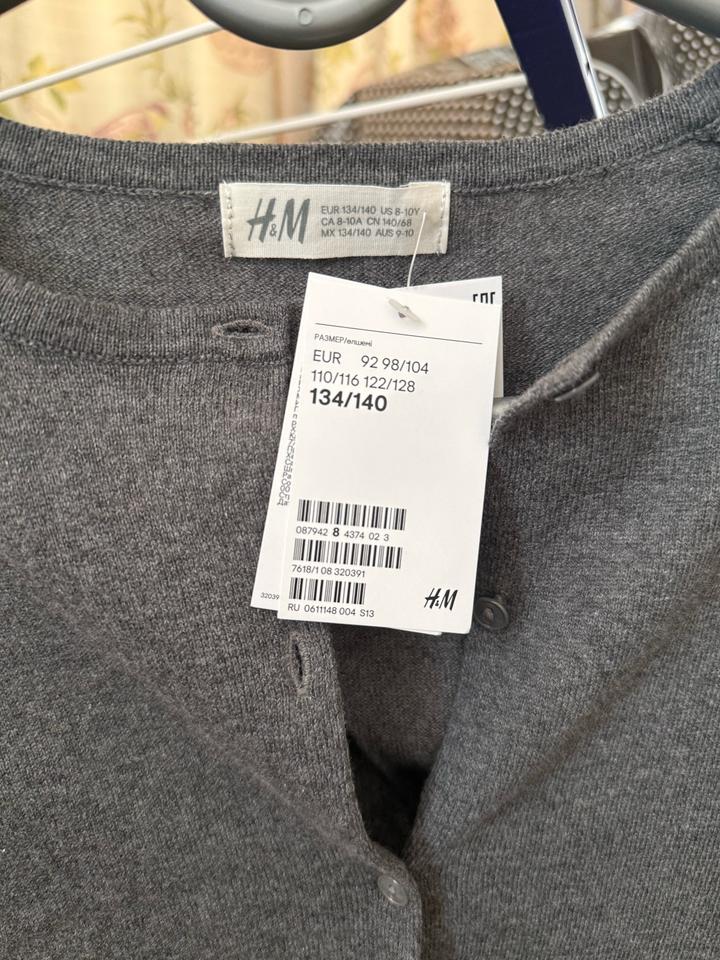 H&M
EUR 134/140 US 8-10Y
CA 8-10A CN 140/68
MX 134/140 AUS 9-10
РАЗМЕР/өлшемі
EUR 92 98/104
110/116 122/128
134/140
087942 8 4374 02 3
7618/1 08 320391
RU 0611148 004 S13
H&M
32039